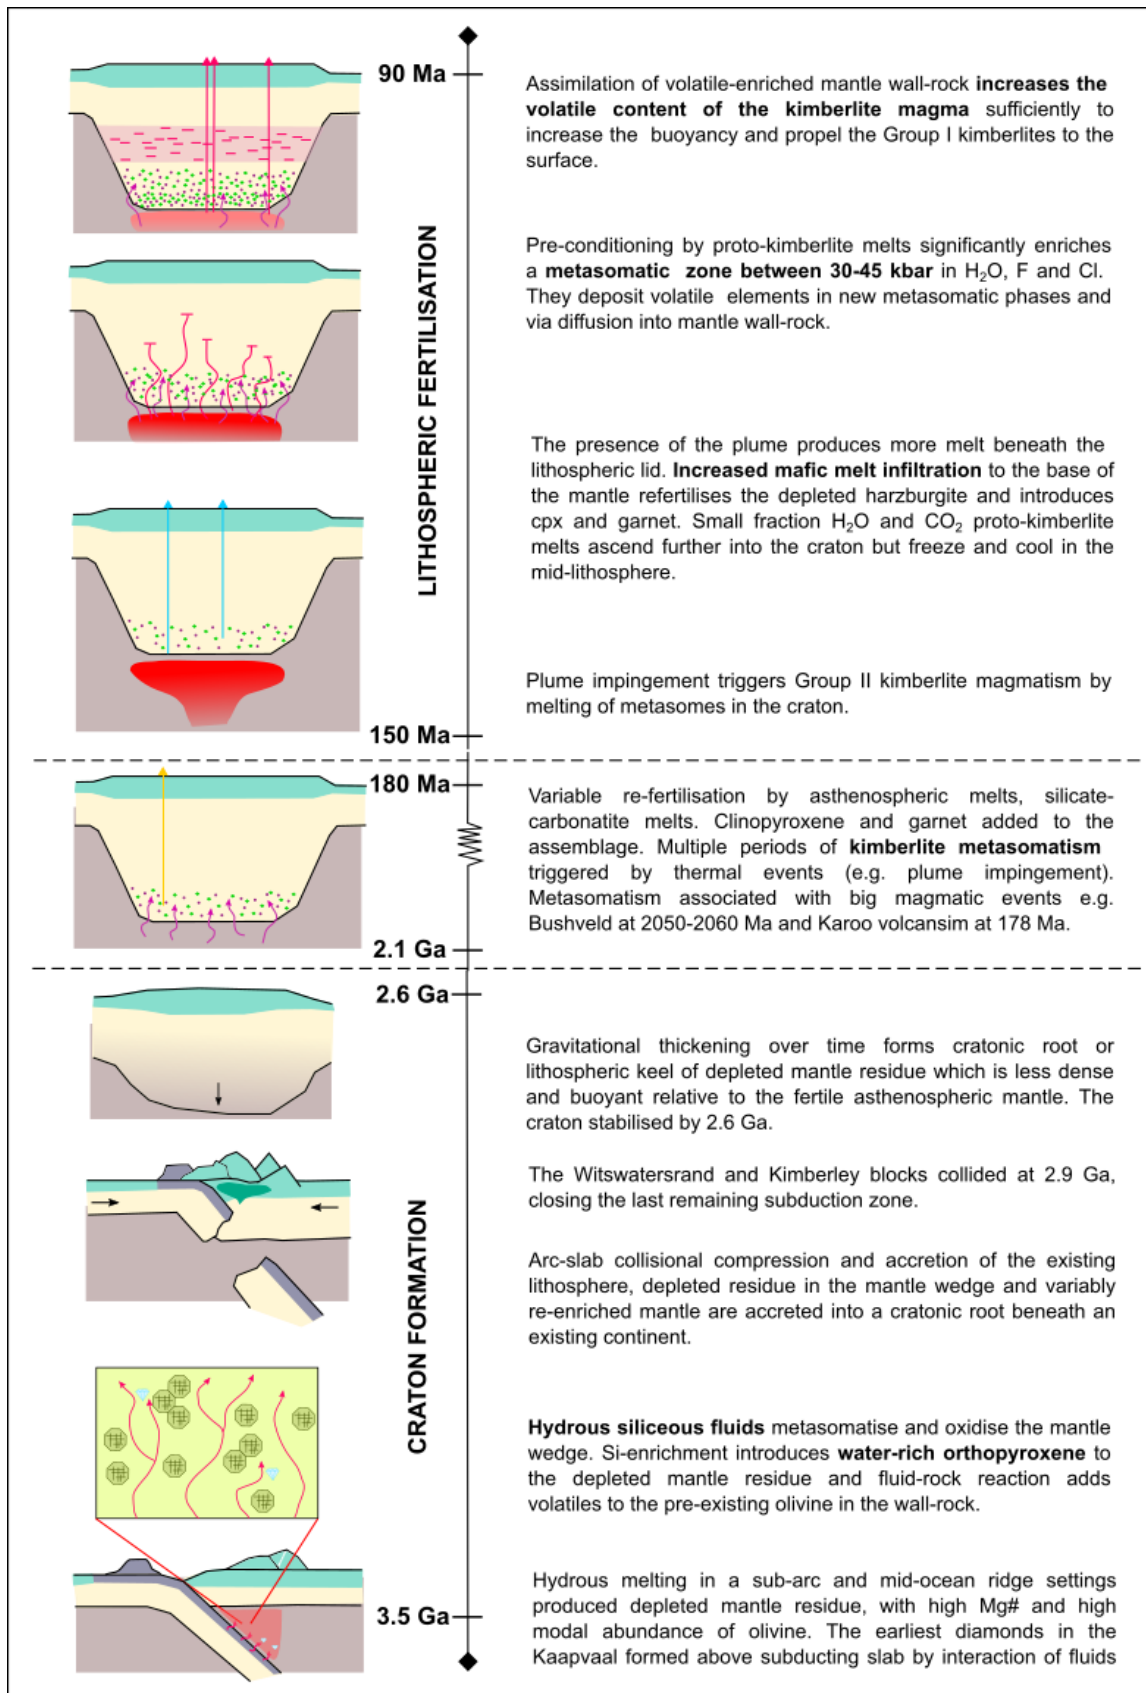 90 Ma
Assimilation of volatile-enriched mantle wall-rock increases the
volatile content of the kimberlite magma sufficiently to
increase the buoyancy and propel the Group I kimberlites to the
surface.
Pre-conditioning by proto-kimberlite melts significantly enriches
a metasomatic zone between 30-45 kbar in H₂O, F and Cl.
They deposit volatile elements in new metasomatic phases and
via diffusion into mantle wall-rock.
LITHOSPHERIC FERTILISATION
The presence of the plume produces more melt beneath the
lithospheric lid. Increased mafic melt infiltration to the base of
the mantle refertilises the depleted harzburgite and introduces
cpx and garnet. Small fraction H₂O and CO₂ proto-kimberlite
melts ascend further into the craton but freeze and cool in the
mid-lithosphere.
Plume impingement triggers Group II kimberlite magmatism by
melting of metasomes in the craton.
150 Ma
180 Ma
Variable re-fertilisation by asthenospheric melts, silicate-
carbonatite melts. Clinopyroxene and garnet added to the
assemblage. Multiple periods of kimberlite metasomatism
triggered by thermal events (e.g. plume impingement).
Metasomatism associated with big magmatic events e.g.
Bushveld at 2050-2060 Ma and Karoo volcansim at 178 Ma.
2.1 Ga
2.6 Ga
Gravitational thickening over time forms cratonic root or
lithospheric keel of depleted mantle residue which is less dense
and buoyant relative to the fertile asthenospheric mantle. The
craton stabilised by 2.6 Ga.
The Witswatersrand and Kimberley blocks collided at 2.9 Ga,
closing the last remaining subduction zone.
CRATON FORMATION
Arc-slab collisional compression and accretion of the existing
lithosphere, depleted residue in the mantle wedge and variably
re-enriched mantle are accreted into a cratonic root beneath an
existing continent.
Hydrous siliceous fluids metasomatise and oxidise the mantle
wedge. Si-enrichment introduces water-rich orthopyroxene to
the depleted mantle residue and fluid-rock reaction adds
volatiles to the pre-existing olivine in the wall-rock.
3.5 Ga
Hydrous melting in a sub-arc and mid-ocean ridge settings
produced depleted mantle residue, with high Mg# and high
modal abundance of olivine. The earliest diamonds in the
Kaapvaal formed above subducting slab by interaction of fluids